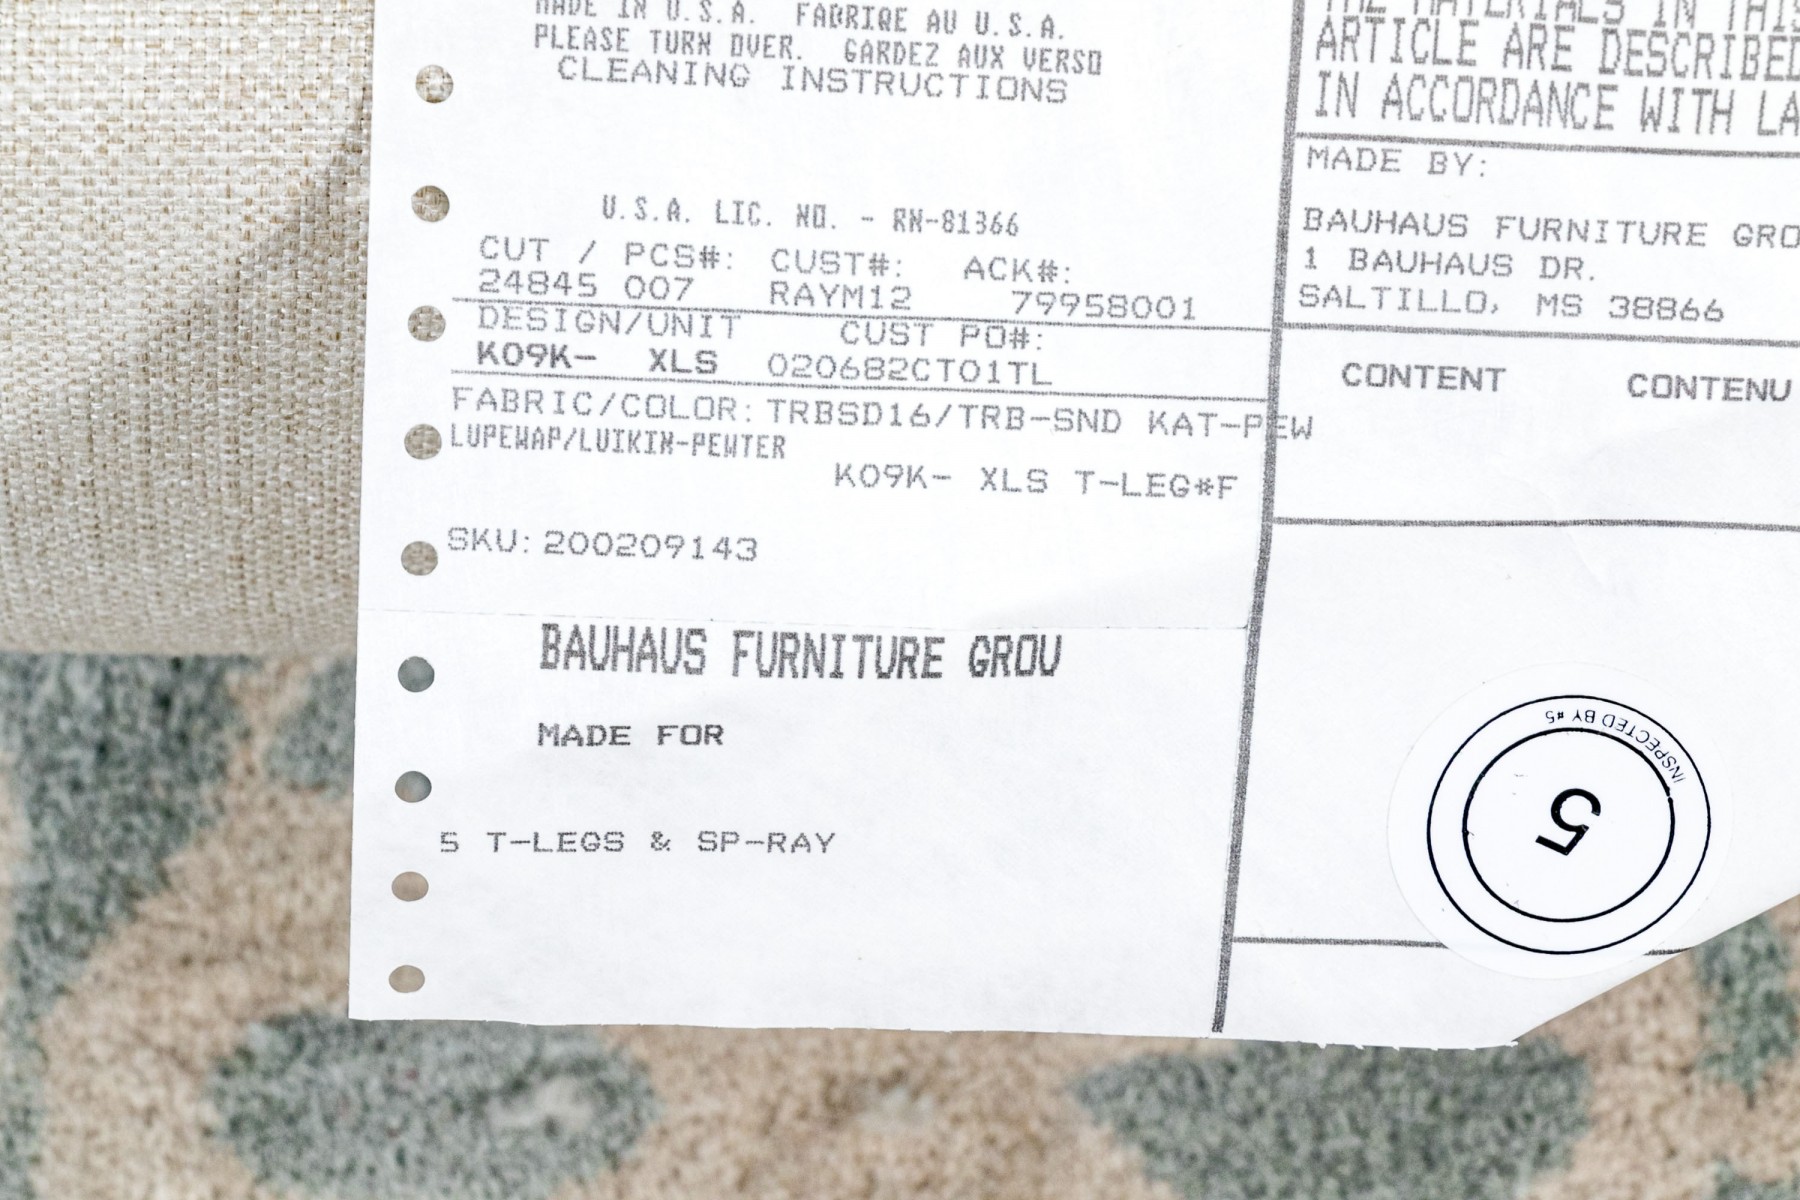 MADE IN U.S.A. FABRIQE AU U.S.A.
PLEASE TURN OVER. GARDEZ AUX VERSO
CLEANING INSTRUCTIONS
U.S.A. LIC. NO. - RN-81366
CUT / PCS#: CUST#: ACK#:
24845 007 RAYM12 79958001
DESIGN/UNIT CUST PO#:
K09K- XLS 020682CT01TL
FABRIC/COLOR: TRBSD16/TRB-SND KAT-PEW
LUPEWAP/LUIKIN-PEWTER
K09K- XLS T-LEG#F
SKU: 200209143
BAUHAUS FURNITURE GROU
MADE FOR
5 T-LEGS & SP-RAY
THE MATERIALS IN THIS
ARTICLE ARE DESCRIBED
IN ACCORDANCE WITH LA
MADE BY:
BAUHAUS FURNITURE GRO
1 BAUHAUS DR.
SALTILLO, MS 38866
CONTENT CONTENU
INSPECTED BY #5
5